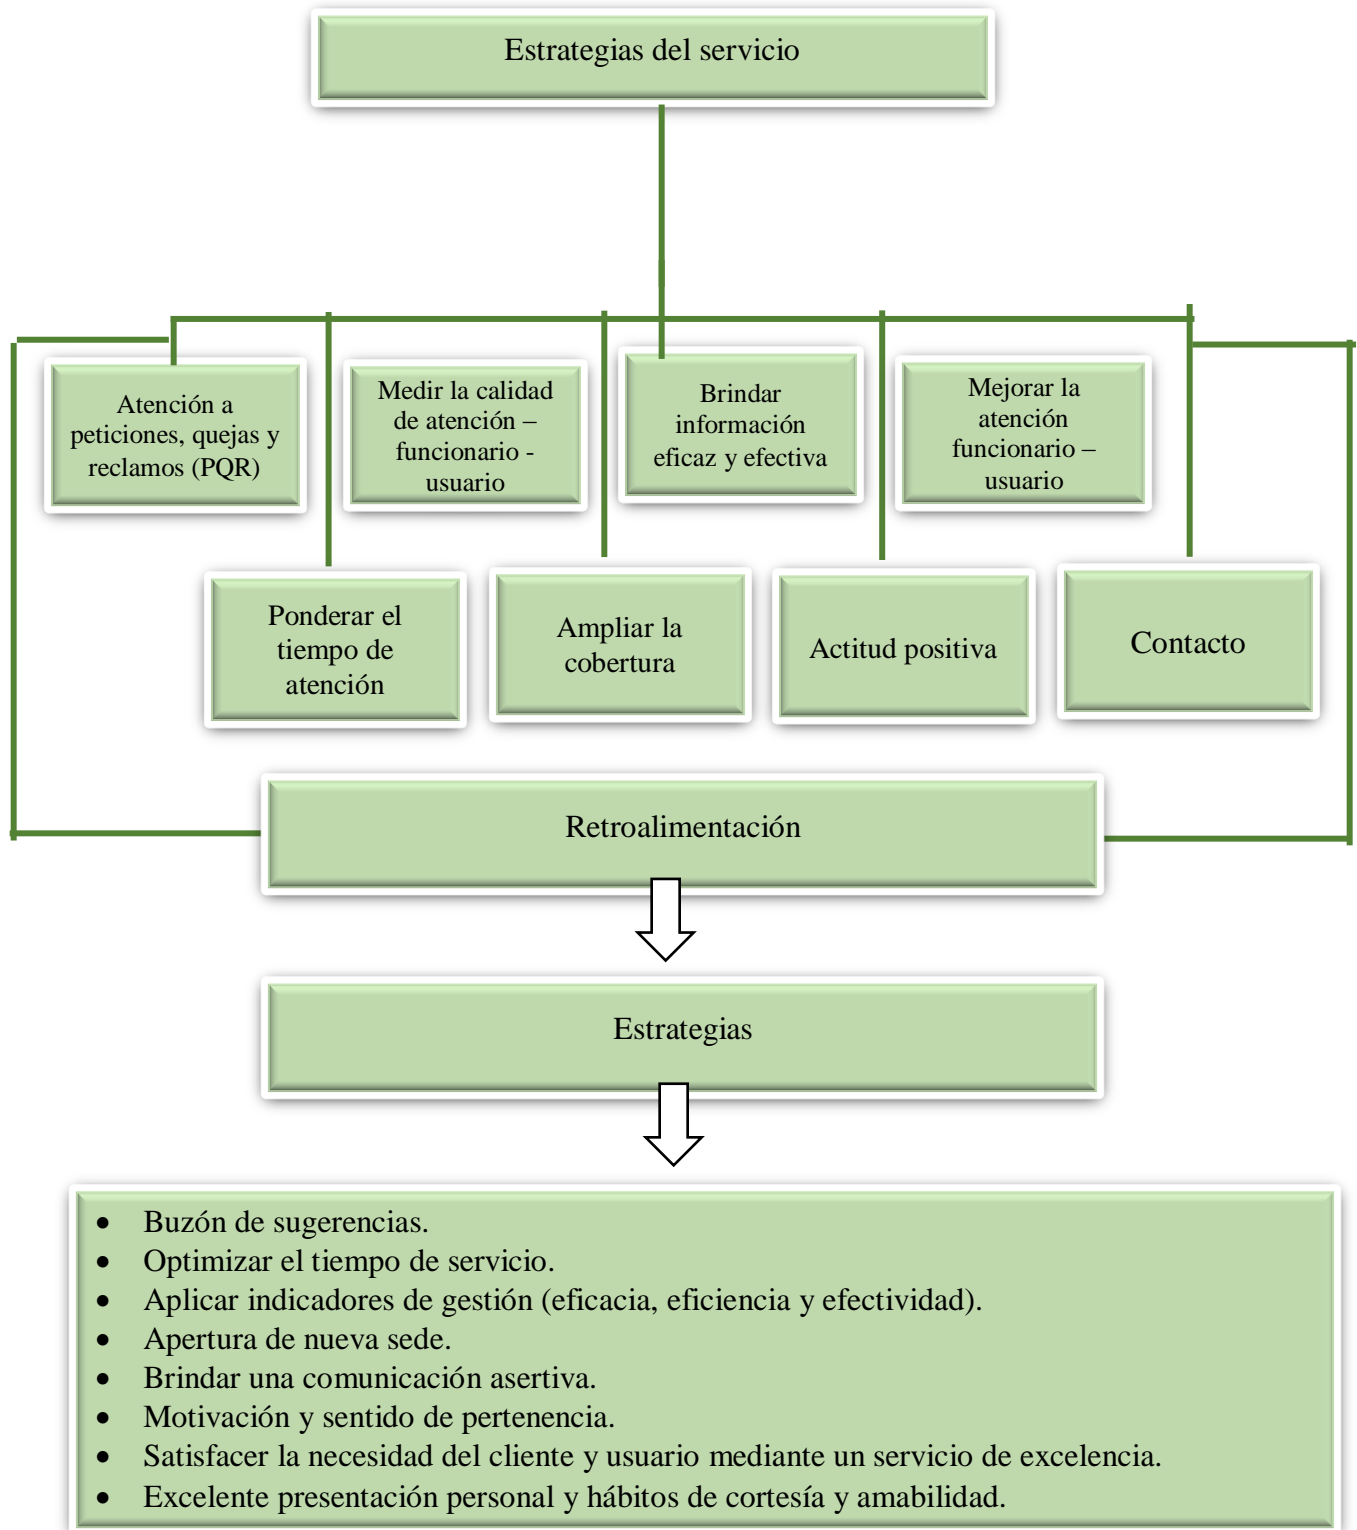 Estrategias del servicio
Atención a
peticiones, quejas y
reclamos (PQR)
Medir la calidad
de atención –
funcionario -
usuario
Brindar
información
eficaz y efectiva
Mejorar la
atención
funcionario –
usuario
Ponderar el
tiempo de
atención
Ampliar la
cobertura
Actitud positiva
Contacto
Retroalimentación
Estrategias
• Buzón de sugerencias.
• Optimizar el tiempo de servicio.
• Aplicar indicadores de gestión (eficacia, eficiencia y efectividad).
• Apertura de nueva sede.
• Brindar una comunicación asertiva.
• Motivación y sentido de pertenencia.
• Satisfacer la necesidad del cliente y usuario mediante un servicio de excelencia.
• Excelente presentación personal y hábitos de cortesía y amabilidad.